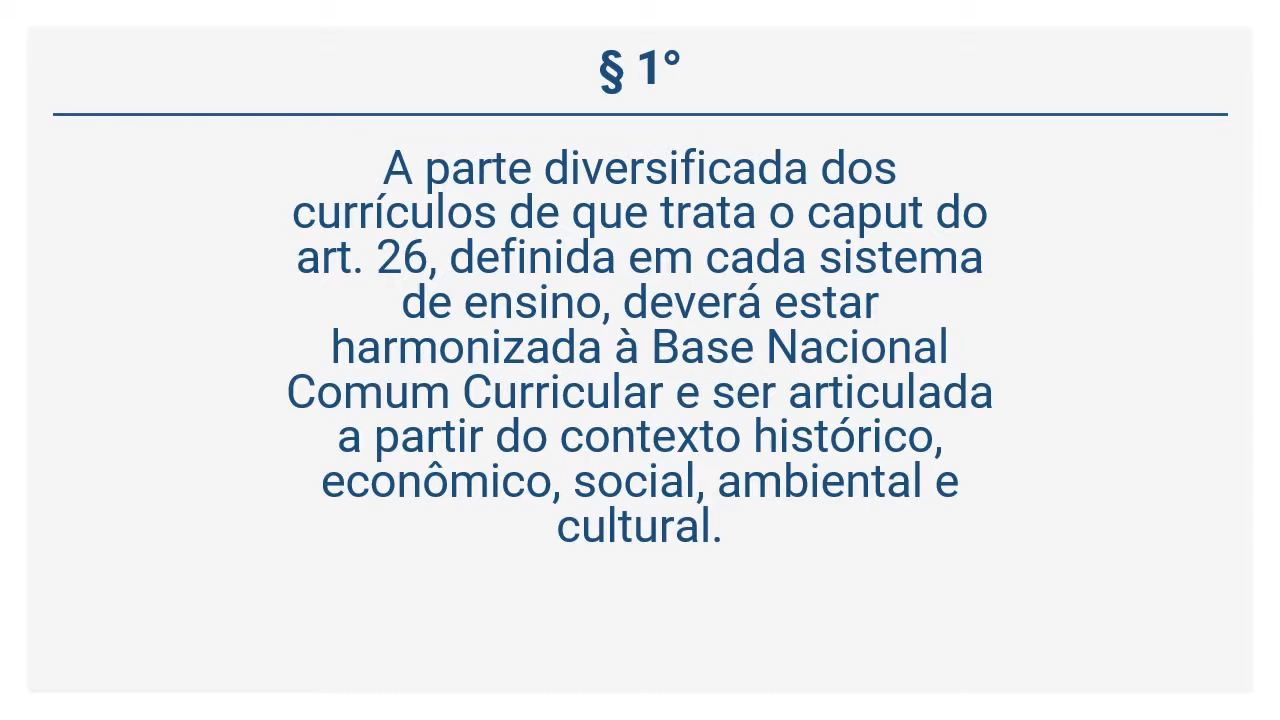 § 1°
A parte diversificada dos
currículos de que trata o caput do
art. 26, definida em cada sistema
de ensino, deverá estar
harmonizada à Base Nacional
Comum Curricular e ser articulada
a partir do contexto histórico,
econômico, social, ambiental e
cultural.